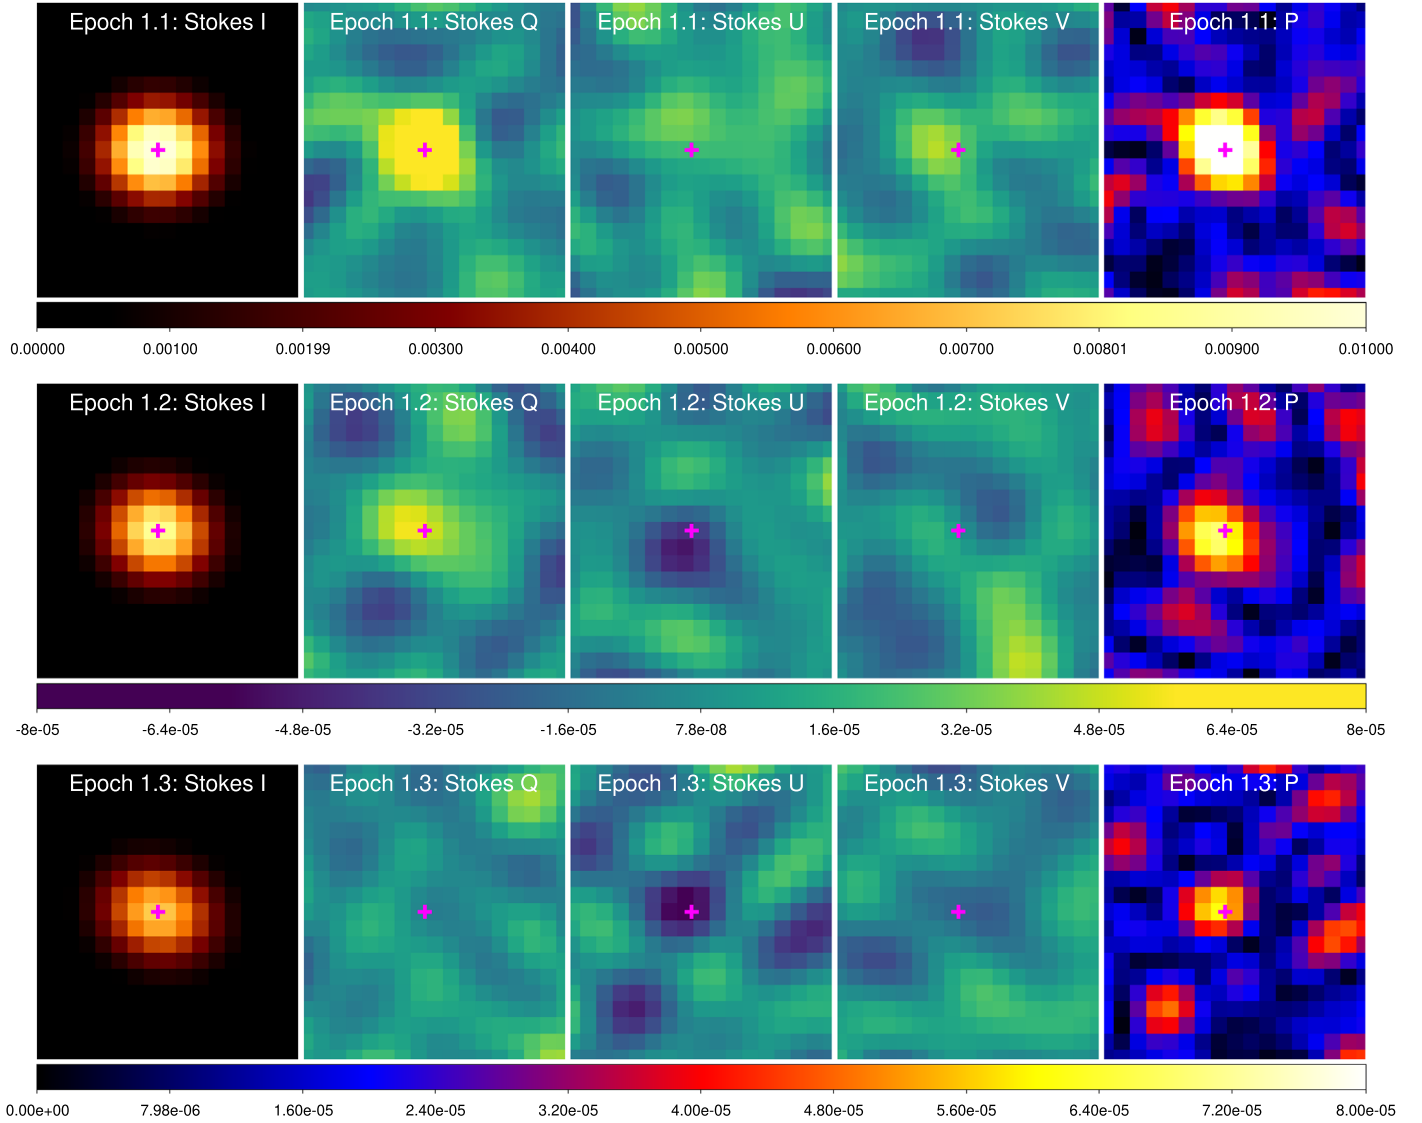 Epoch 1.1: Stokes I Epoch 1.1: Stokes Q Epoch 1.1: Stokes U Epoch 1.1: Stokes V Epoch 1.1: P
0.00000 0.00100 0.00199 0.00300 0.00400 0.00500 0.00600 0.00700 0.00801 0.00900 0.01000
Epoch 1.2: Stokes I Epoch 1.2: Stokes Q Epoch 1.2: Stokes U Epoch 1.2: Stokes V Epoch 1.2: P
-8e-05 -6.4e-05 -4.8e-05 -3.2e-05 -1.6e-05 7.8e-08 1.6e-05 3.2e-05 4.8e-05 6.4e-05 8e-05
Epoch 1.3: Stokes I Epoch 1.3: Stokes Q Epoch 1.3: Stokes U Epoch 1.3: Stokes V Epoch 1.3: P
0.00e+00 7.98e-06 1.60e-05 2.40e-05 3.20e-05 4.00e-05 4.80e-05 5.60e-05 6.40e-05 7.20e-05 8.00e-05